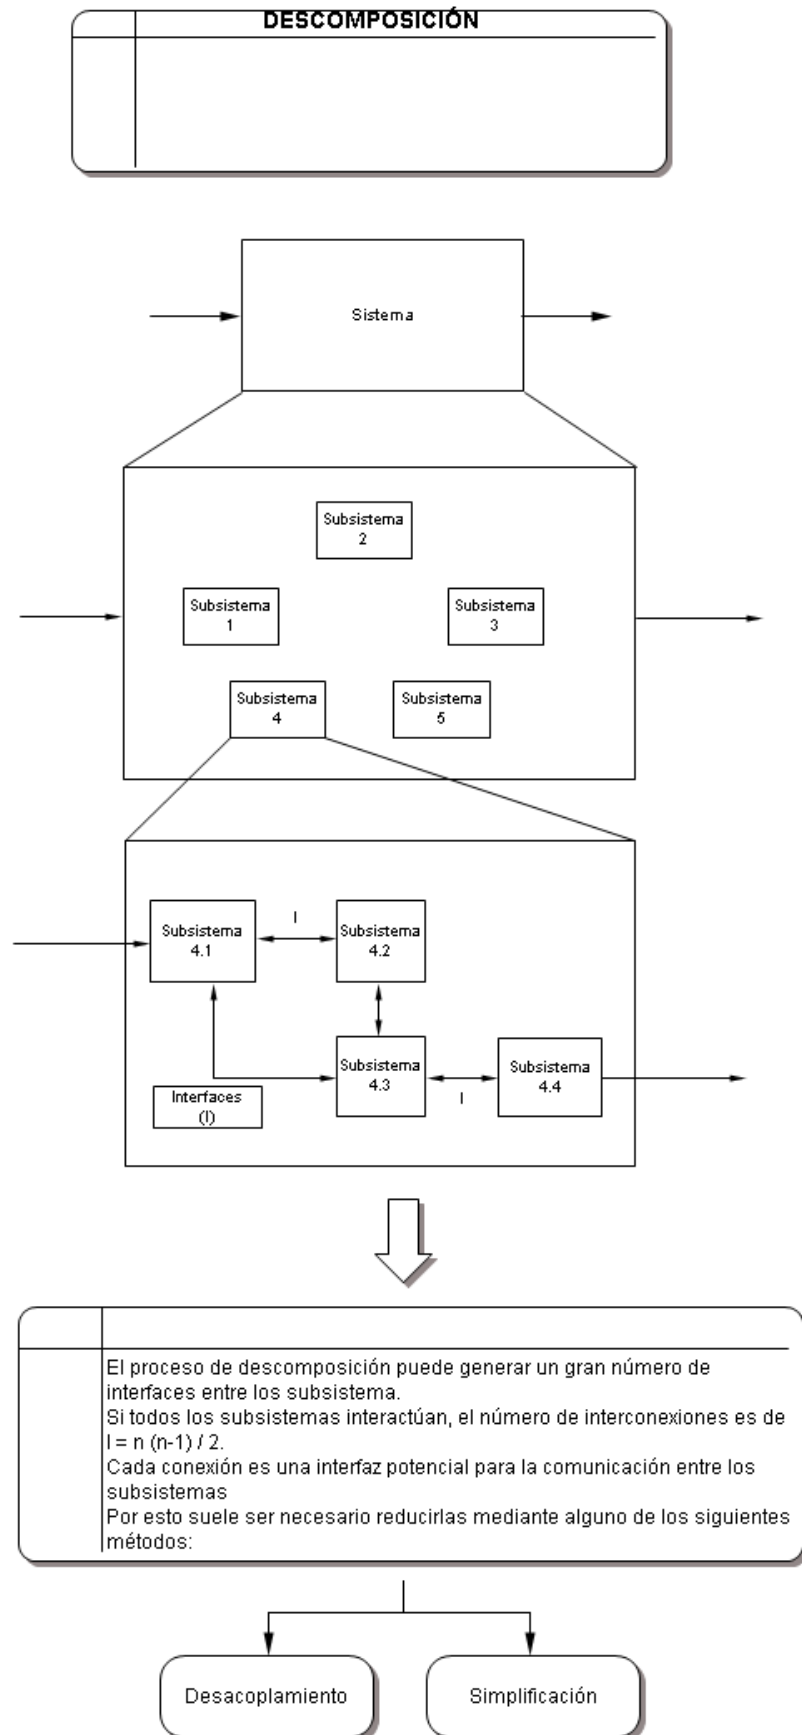 DESCOMPOSICIÓN
Sistema
Subsistema
2
Subsistema
1
Subsistema
3
Subsistema
4
Subsistema
5
Subsistema
4.1
I
Subsistema
4.2
Subsistema
4.3
I
Subsistema
4.4
Interfaces
(I)
El proceso de descomposición puede generar un gran número de
interfaces entre los subsistema.
Si todos los subsistemas interactúan, el número de interconexiones es de
I = n (n-1) / 2.
Cada conexión es una interfaz potencial para la comunicación entre los
subsistemas
Por esto suele ser necesario reducirlas mediante alguno de los siguientes
métodos:
Desacoplamiento
Simplificación